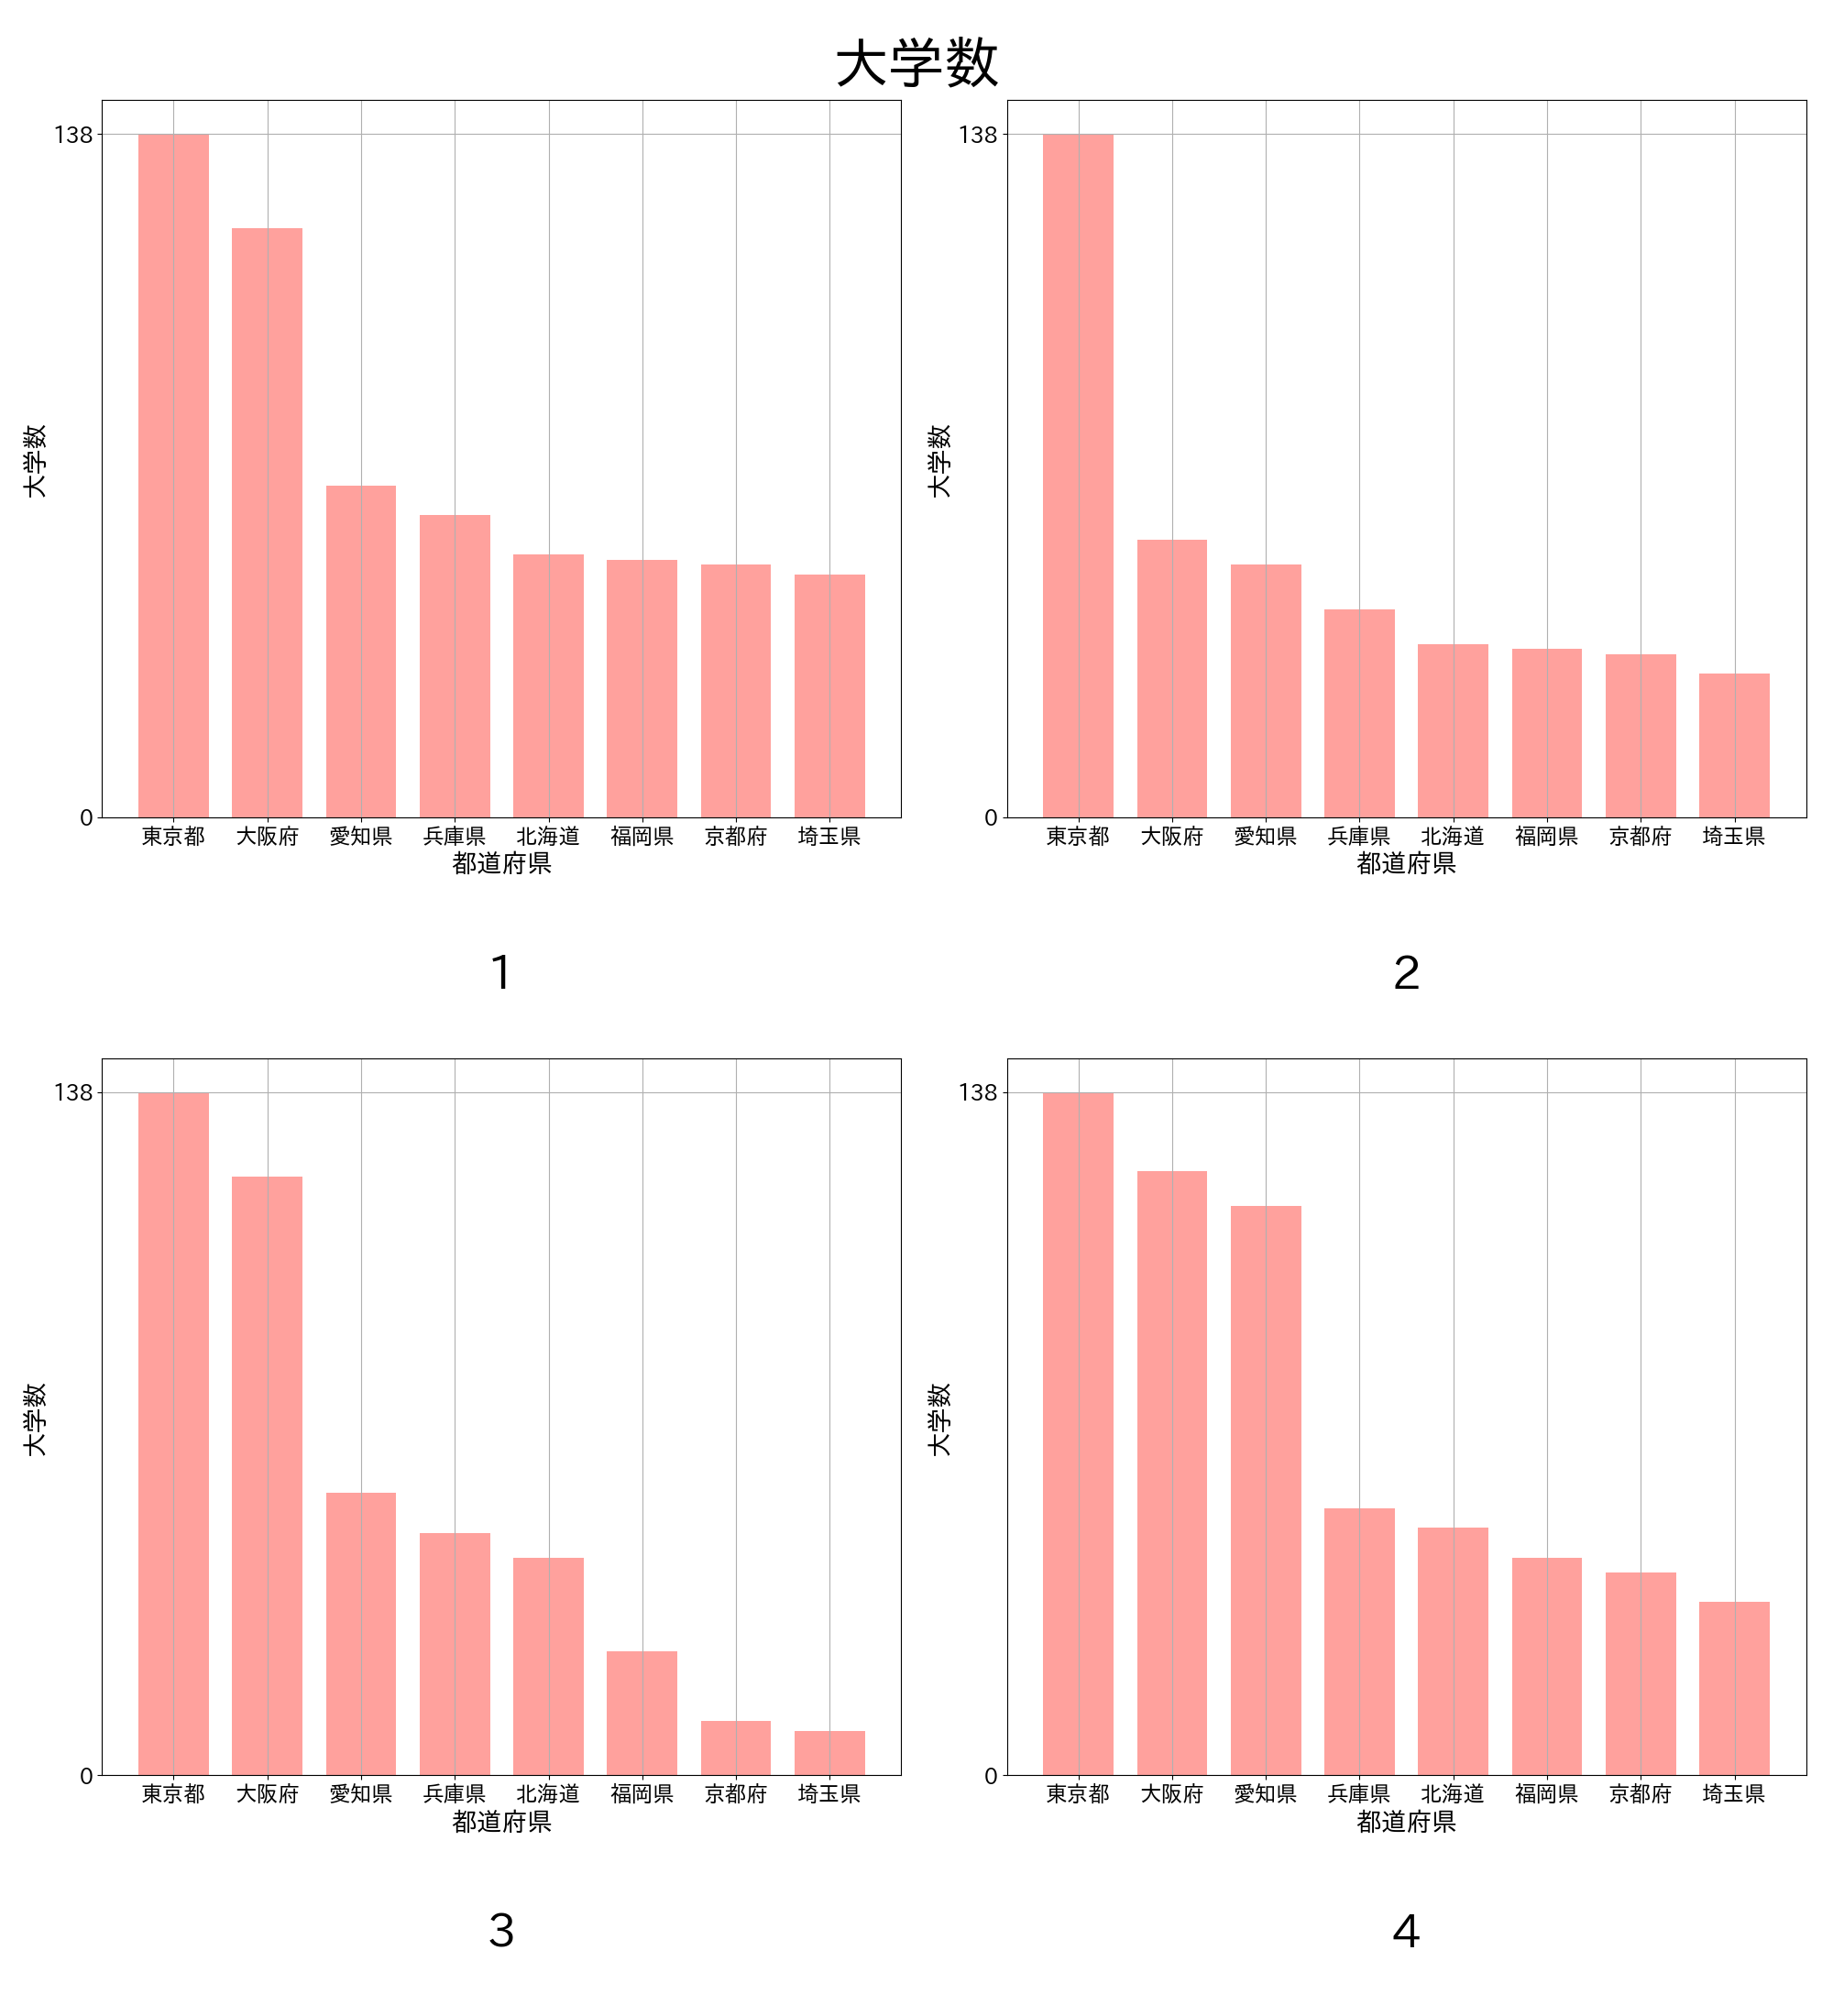 大学数
138
0
大学数
東京都 大阪府 愛知県 兵庫県 北海道 福岡県 京都府 埼玉県
都道府県
1
138
0
大学数
東京都 大阪府 愛知県 兵庫県 北海道 福岡県 京都府 埼玉県
都道府県
2
138
0
大学数
東京都 大阪府 愛知県 兵庫県 北海道 福岡県 京都府 埼玉県
都道府県
3
138
0
大学数
東京都 大阪府 愛知県 兵庫県 北海道 福岡県 京都府 埼玉県
都道府県
4